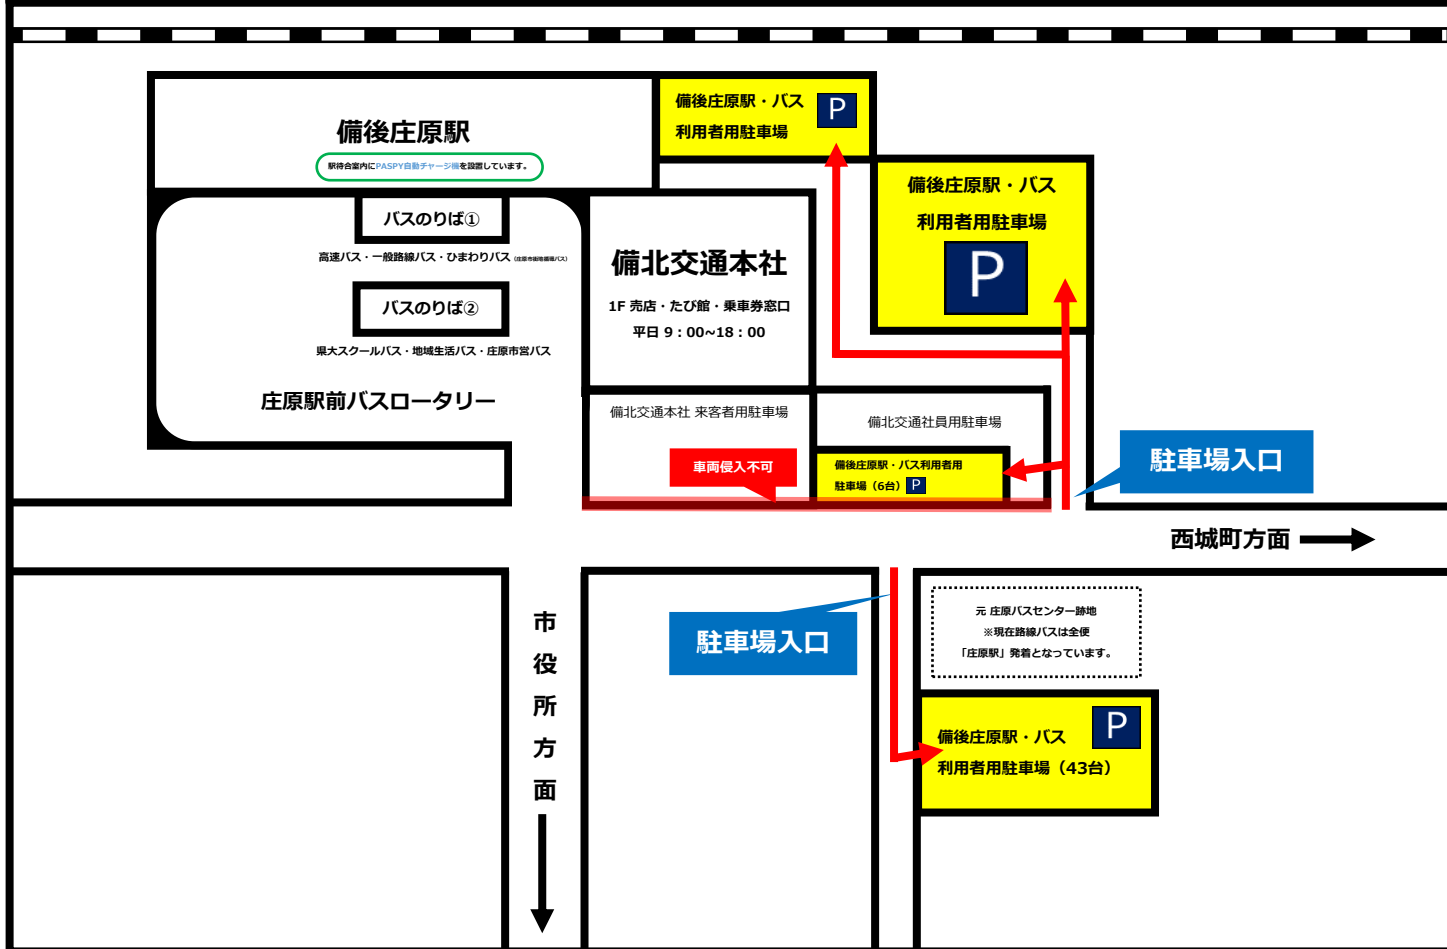 備後庄原駅・バス
利用者用駐車場
P
備後庄原駅
駅待合室内にPASPY自動チャージ機を設置しています。
備後庄原駅・バス
利用者用駐車場
P
バスのりば①
高速バス・一般路線バス・ひまわりバス（庄原市街地循環バス）
バスのりば②
県大スクールバス・地域生活バス・庄原市営バス
庄原駅前バスロータリー
備北交通本社
1F 売店・たび館・乗車券窓口
平日 9：00~18：00
備北交通本社 来客者用駐車場
備北交通社員用駐車場
車両侵入不可
備後庄原駅・バス利用者用
駐車場（6台）P
駐車場入口
西城町方面
市役所方面
駐車場入口
元 庄原バスセンター跡地
※現在路線バスは全便
「庄原駅」発着となっています。
備後庄原駅・バス
利用者用駐車場（43台）
P